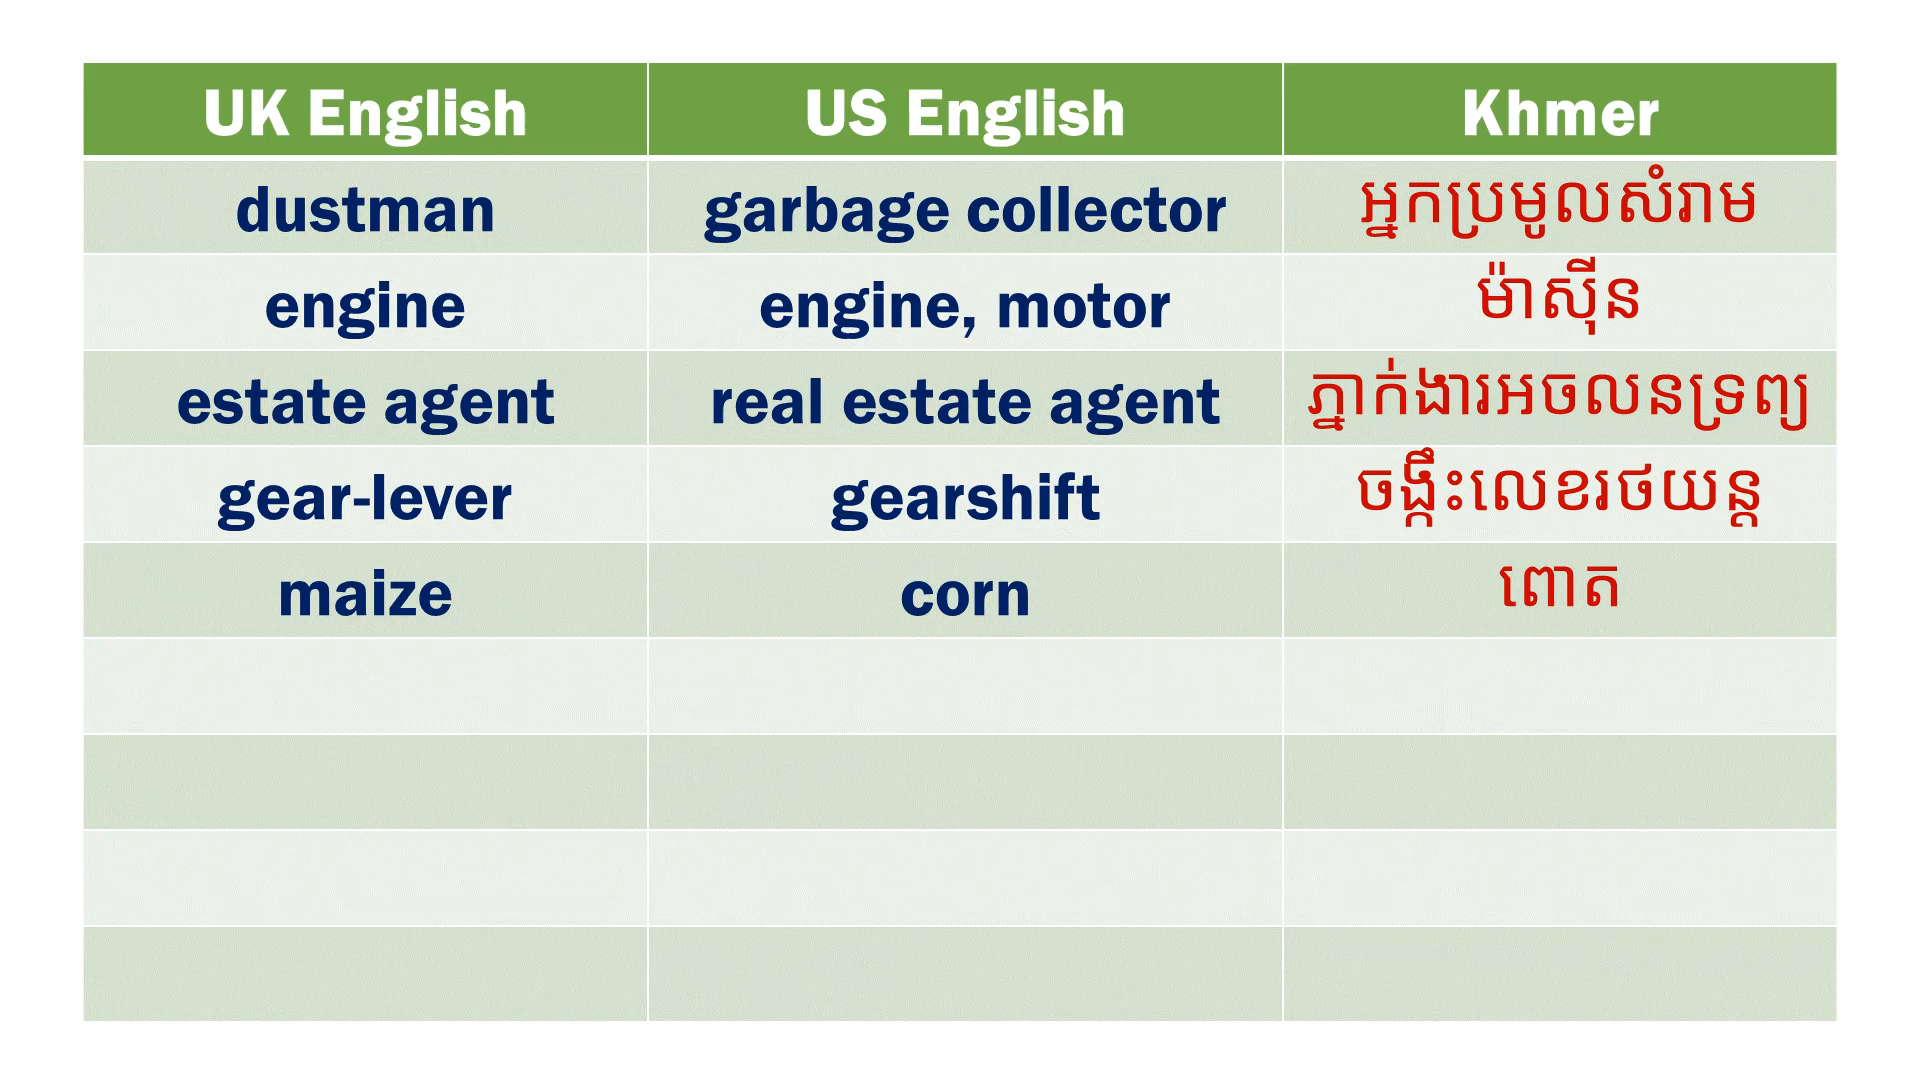 UK English US English Khmer
dustman garbage collector អ្នកប្រមូលសំរាម
engine engine, motor ម៉ាស៊ីន
estate agent real estate agent ភ្នាក់ងារអចលនទ្រព្យ
gear-lever gearshift ចង្កឹះលេខរថយន្ត
maize corn ពោត